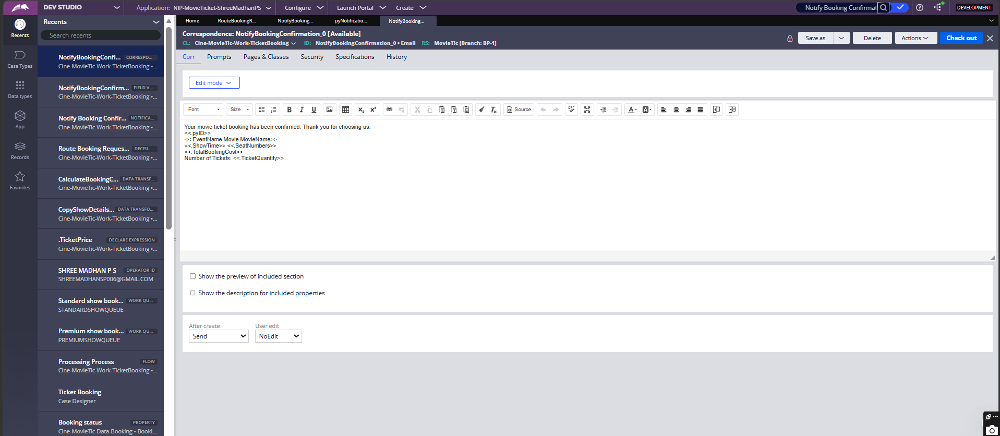 DEV STUDIO
Application: NIP-MovieTicket-ShreeMadhanPS
Configure
Launch Portal
Create
Notify Booking Confirmat
DEVELOPMENT
Recents
Case Types
Data types
App
Records
Favorites
Recents
Search recents
NotifyBookingConfi... CORRESPO...
Cine-MovieTic-Work-TicketBooking •...
NotifyBookingConfirm... FIELD V...
Cine-MovieTic-Work-TicketBooking •...
Notify Booking Confir... NOTIFICA...
Cine-MovieTic-Work-TicketBooking •...
Route Booking Reques... DECISI...
Cine-MovieTic-Work-TicketBooking •...
CalculateBookingC... DATA TRANSF...
Cine-MovieTic-Work-TicketBooking •...
CopyShowDetails... DATA TRANSFO...
Cine-MovieTic-Work-TicketBooking •...
.TicketPrice DECLARE EXPRESSION
Cine-MovieTic-Work-TicketBooking •...
SHREE MADHAN P S OPERATOR ID
SHREEMADHANSP006@GMAIL.COM
Standard show book... WORK QU...
STANDARDSHOWQUEUE
Premium show book... WORK QU...
PREMIUMSHOWQUEUE
Processing Process FLOW
Cine-MovieTic-Work-TicketBooking •...
Ticket Booking
Case Designer
Booking status PROPERTY
Cine-MovieTic-Data-Booking • Booki...
Home RouteBookingR... NotifyBooking... pyNotificatio... NotifyBooking...
Correspondence: NotifyBookingConfirmation_0 [Available]
CL: Cine-MovieTic-Work-TicketBooking ID: NotifyBookingConfirmation_0 • Email RS: MovieTic [Branch: BP-1]
Save as Delete Actions Check out
Corr Prompts Pages & Classes Security Specifications History
Edit mode
Font Size B I U Source
Your movie ticket booking has been confirmed. Thank you for choosing us.
<<.pyID>>
<<.EventName.Movie.MovieName>>
<<.ShowTime>> <<.SeatNumbers>>
<<.TotalBookingCost>>
Number of Tickets: <<.TicketQuantity>>
Show the preview of included section
Show the description for included properties
After create User edit
Send NoEdit